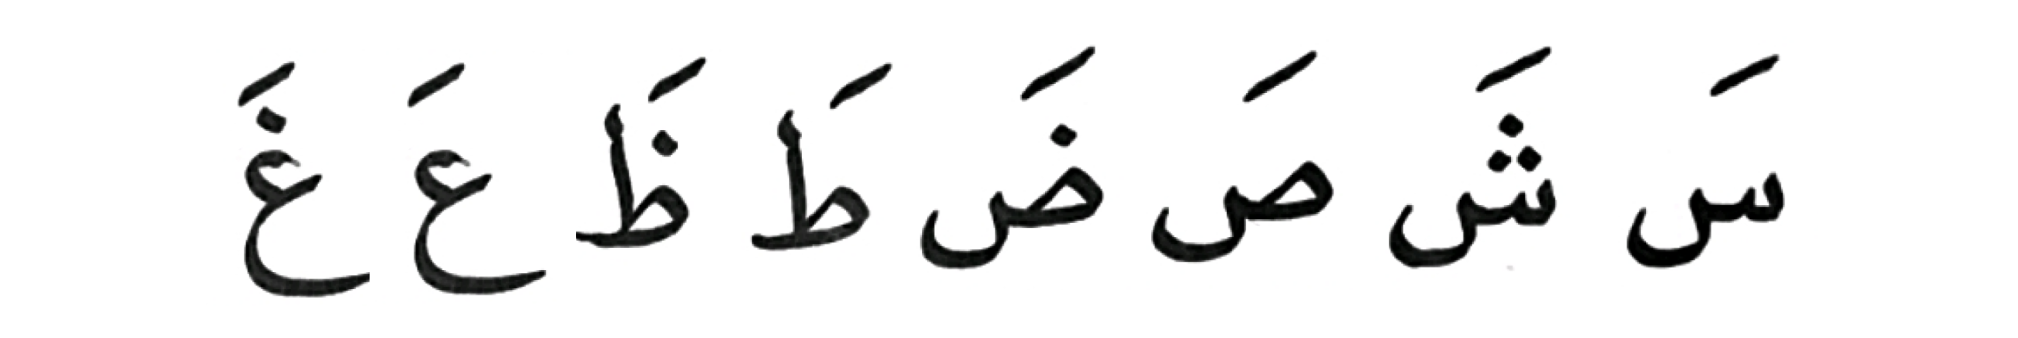 سَ شَ صَ ضَ طَ ظَ عَ غَ